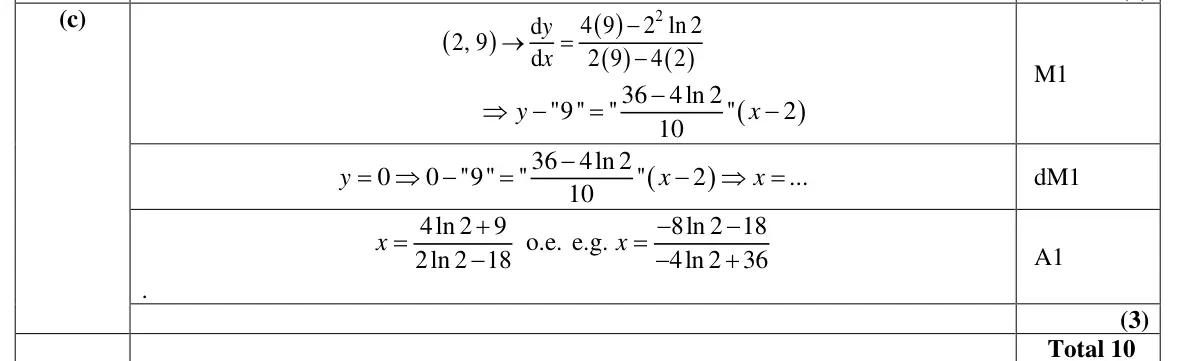 (c)
(2, 9) → dy/dx = (4(9) − 2² ln 2)/(2(9) − 4(2))
M1
⇒ y − "9" = "(36 − 4 ln 2)/10"(x − 2)
y = 0 ⇒ 0 − "9" = "(36 − 4 ln 2)/10"(x − 2) ⇒ x = ...
dM1
x = (4 ln 2 + 9)/(2 ln 2 − 18) o.e. e.g. x = (−8 ln 2 − 18)/(−4 ln 2 + 36)
A1
.
(3)
Total 10